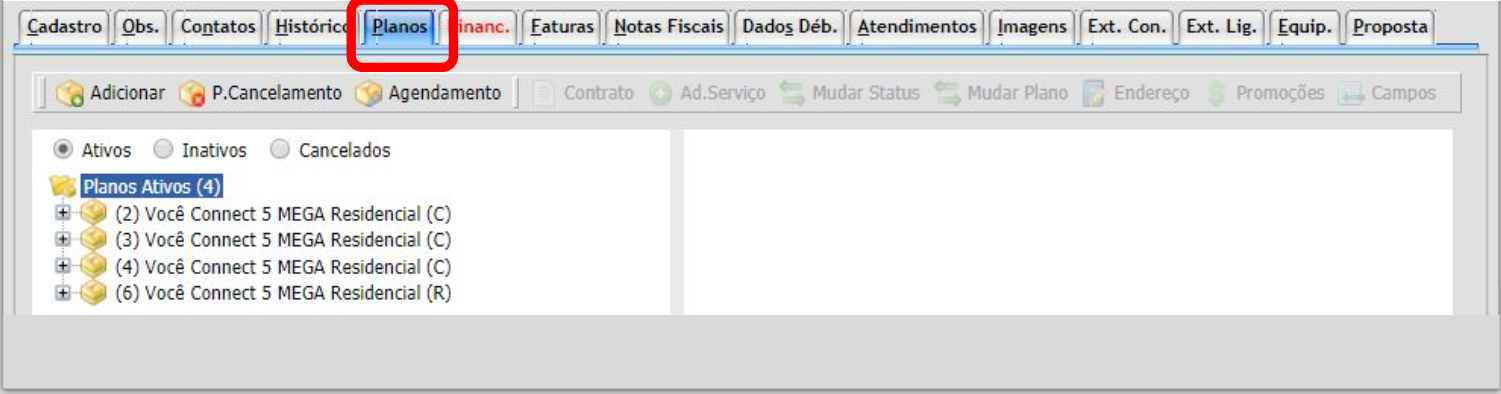 Cadastro Obs. Contatos Histórico Planos inanc. Faturas Notas Fiscais Dados Déb. Atendimentos Imagens Ext. Con. Ext. Lig. Equip. Proposta
Adicionar P.Cancelamento Agendamento Contrato Ad.Serviço Mudar Status Mudar Plano Endereço Promoções Campos
Ativos Inativos Cancelados
Planos Ativos (4)
(2) Você Connect 5 MEGA Residencial (C)
(3) Você Connect 5 MEGA Residencial (C)
(4) Você Connect 5 MEGA Residencial (C)
(6) Você Connect 5 MEGA Residencial (R)